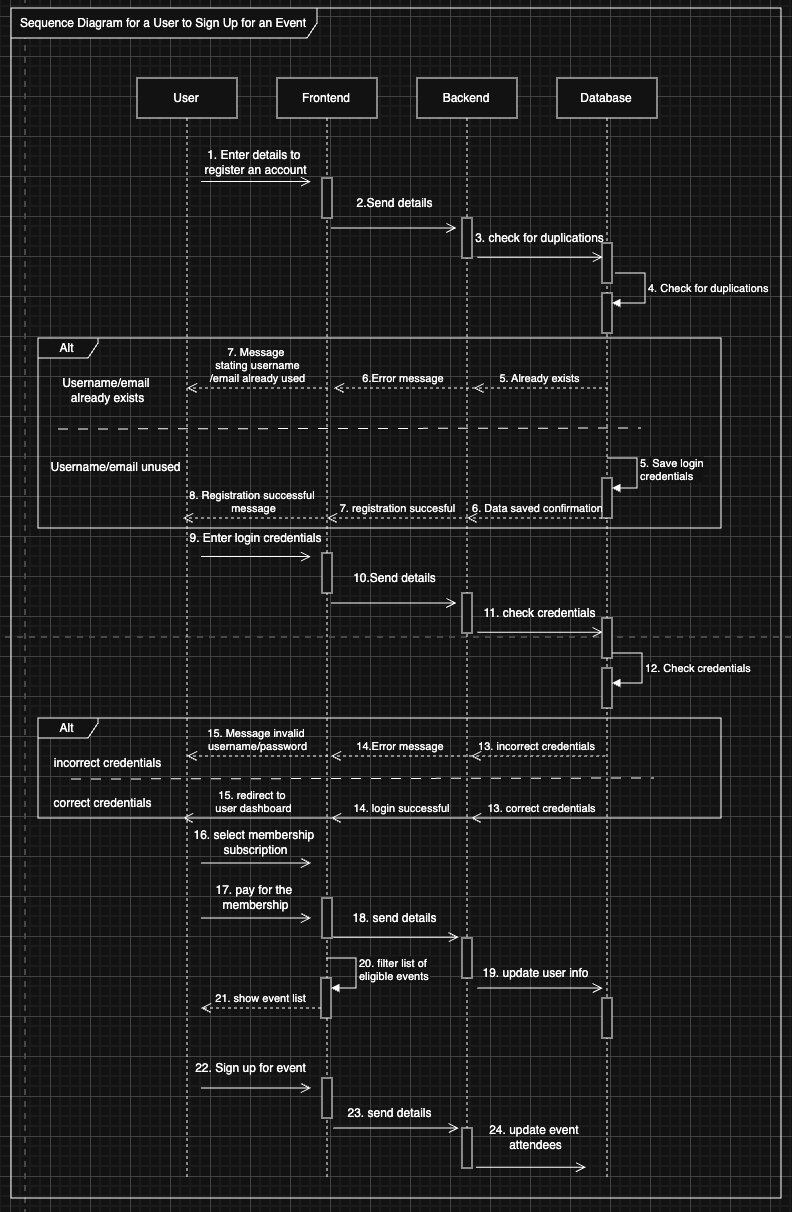 Sequence Diagram for a User to Sign Up for an Event
User
Frontend
Backend
Database
1. Enter details to
register an account
2.Send details
3. check for duplications
4. Check for duplications
Alt
Username/email
already exists
7. Message
stating username
/email already used
6.Error message
5. Already exists
Username/email unused
5. Save login
credentials
8. Registration successful
message
7. registration succesful
6. Data saved confirmation
9. Enter login credentials
10.Send details
11. check credentials
12. Check credentials
Alt
incorrect credentials
15. Message invalid
username/password
14.Error message
13. incorrect credentials
correct credentials
15. redirect to
user dashboard
14. login successful
13. correct credentials
16. select membership
subscription
17. pay for the
membership
18. send details
20. filter list of
eligible events
19. update user info
21. show event list
22. Sign up for event
23. send details
24. update event
attendees